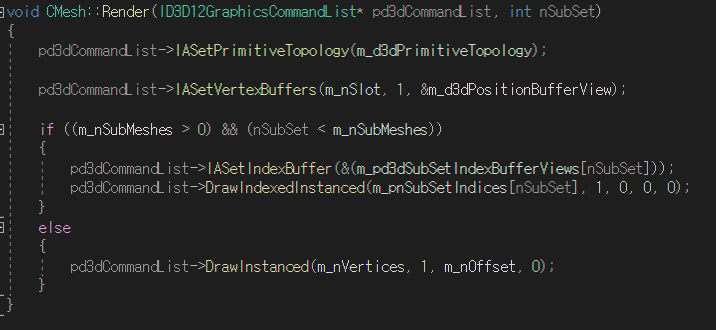 void CMesh::Render(ID3D12GraphicsCommandList* pd3dCommandList, int nSubSet)
{
    pd3dCommandList->IASetPrimitiveTopology(m_d3dPrimitiveTopology);

    pd3dCommandList->IASetVertexBuffers(m_nSlot, 1, &m_d3dPositionBufferView);

    if ((m_nSubMeshes > 0) && (nSubSet < m_nSubMeshes))
    {
        pd3dCommandList->IASetIndexBuffer(&(m_pd3dSubSetIndexBufferViews[nSubSet]));
        pd3dCommandList->DrawIndexedInstanced(m_pnSubSetIndices[nSubSet], 1, 0, 0, 0);
    }
    else
    {
        pd3dCommandList->DrawInstanced(m_nVertices, 1, m_nOffset, 0);
    }
}